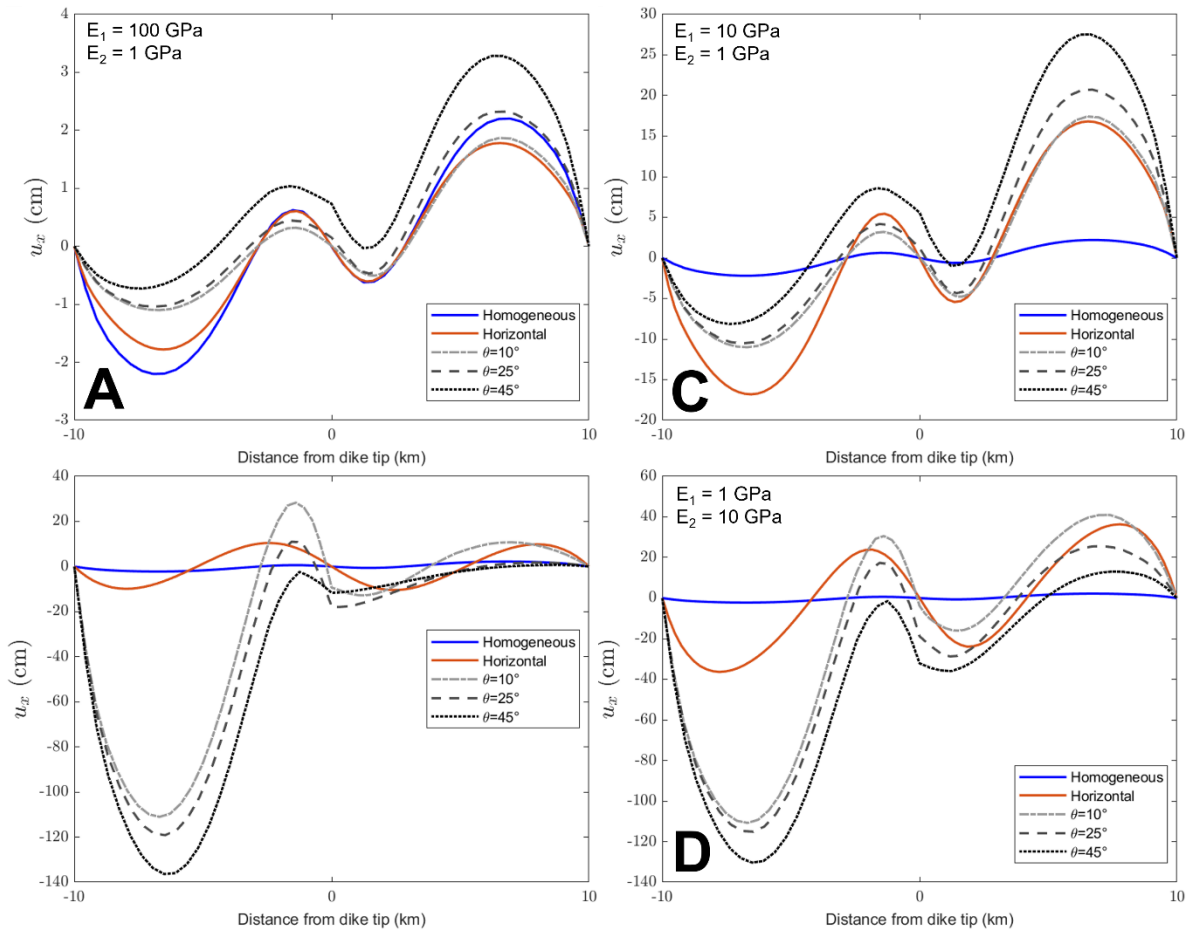 E1 = 100 GPa
E2 = 1 GPa
4
3
2
1
0
-1
-2
-3
ux (cm)
Homogeneous
Horizontal
θ=10°
θ=25°
θ=45°
A
-10
0
10
Distance from dike tip (km)
E1 = 10 GPa
E2 = 1 GPa
30
25
20
15
10
5
0
-5
-10
-15
-20
ux (cm)
Homogeneous
Horizontal
θ=10°
θ=25°
θ=45°
C
-10
0
10
Distance from dike tip (km)
40
20
0
-20
-40
-60
-80
-100
-120
-140
ux (cm)
Homogeneous
Horizontal
θ=10°
θ=25°
θ=45°
-10
0
10
Distance from dike tip (km)
E1 = 1 GPa
E2 = 10 GPa
60
40
20
0
-20
-40
-60
-80
-100
-120
-140
ux (cm)
Homogeneous
Horizontal
θ=10°
θ=25°
θ=45°
D
-10
0
10
Distance from dike tip (km)